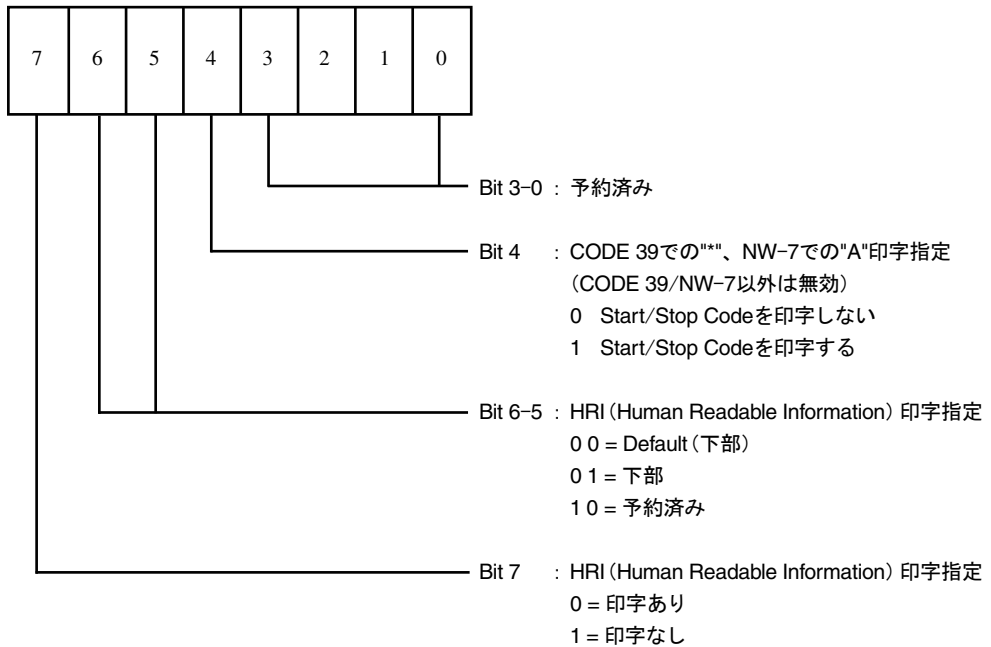 7 6 5 4 3 2 1 0
Bit 3-0 : 予約済み
Bit 4 : CODE 39での"*"、NW-7での"A"印字指定
(CODE 39/NW-7以外は無効)
0 Start/Stop Codeを印字しない
1 Start/Stop Codeを印字する
Bit 6-5 : HRI(Human Readable Information) 印字指定
0 0 = Default(下部)
0 1 = 下部
1 0 = 予約済み
Bit 7 : HRI(Human Readable Information) 印字指定
0 = 印字あり
1 = 印字なし